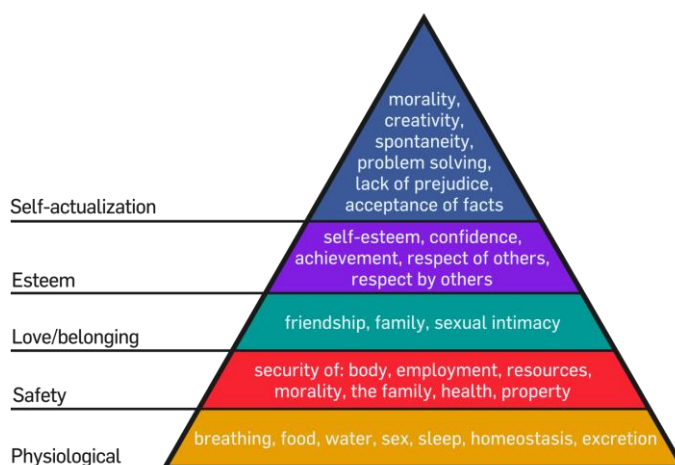 morality,
creativity,
spontaneity,
problem solving,
lack of prejudice,
acceptance of facts
Self-actualization
self-esteem, confidence,
achievement, respect of others,
respect by others
Esteem
friendship, family, sexual intimacy
Love/belonging
security of: body, employment, resources,
morality, the family, health, property
Safety
breathing, food, water, sex, sleep, homeostasis, excretion
Physiological